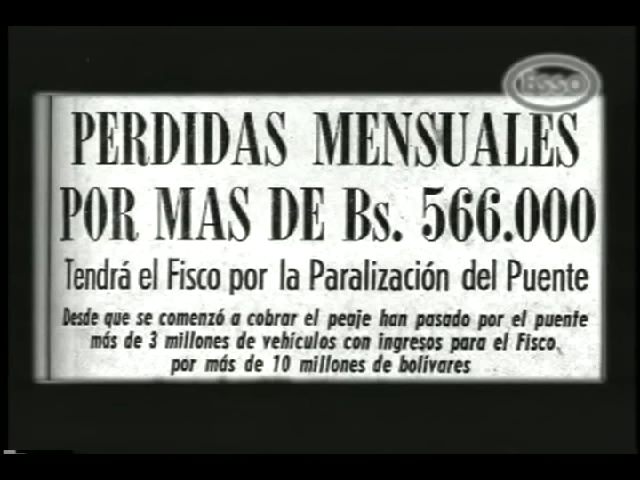 Esso
PERDIDAS MENSUALES
POR MAS DE Bs. 566.000
Tendrá el Fisco por la Paralización del Puente
Desde que se comenzó a cobrar el peaje han pasado por el puente
más de 3 millones de vehículos con ingresos para el Fisco
por más de 10 millones de bolívares